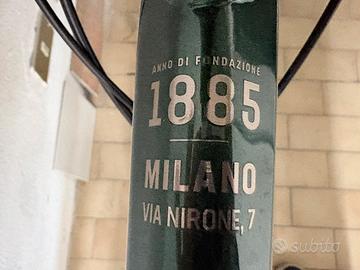 ANNO DI FONDAZIONE
1885
MILANO
VIA NIRONE, 7
subito